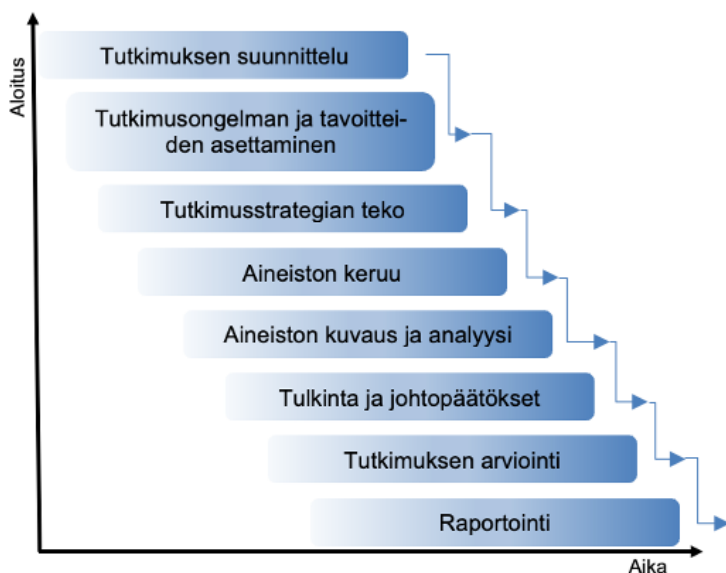 Aloitus
Tutkimuksen suunnittelu
Tutkimusongelman ja tavoittei-
den asettaminen
Tutkimusstrategian teko
Aineiston keruu
Aineiston kuvaus ja analyysi
Tulkinta ja johtopäätökset
Tutkimuksen arviointi
Raportointi
Aika